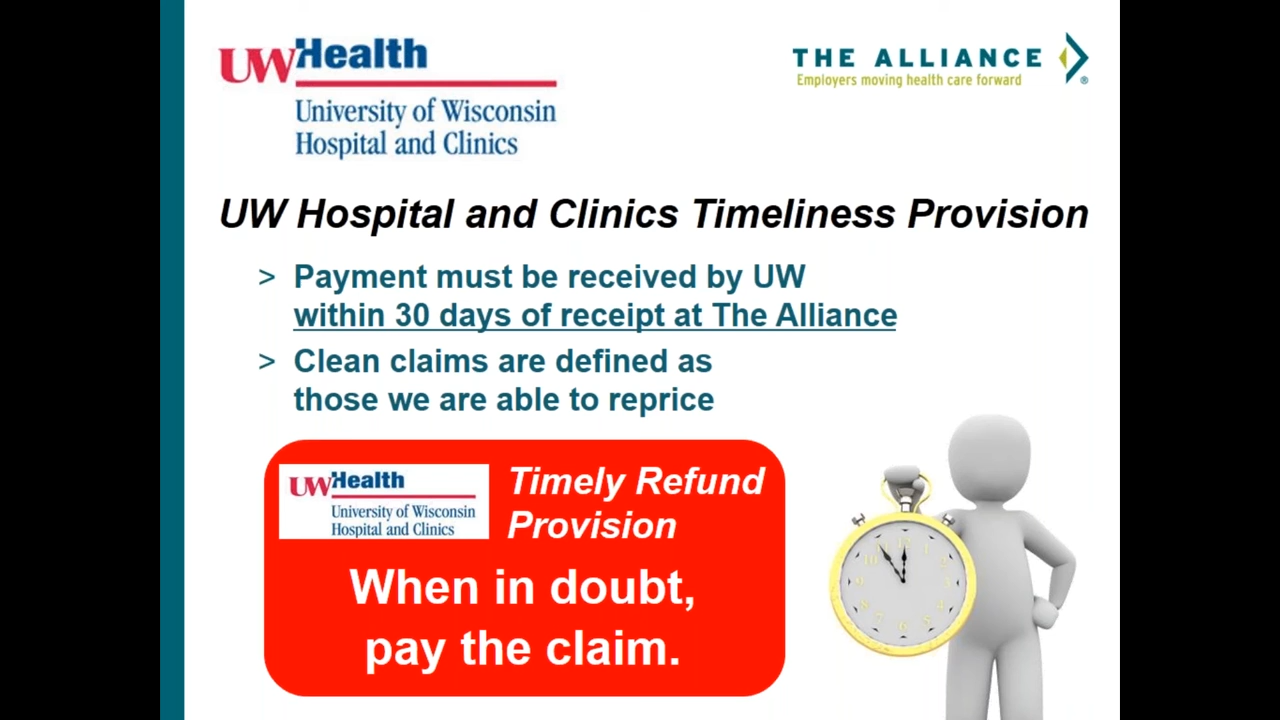 UWHealth
University of Wisconsin
Hospital and Clinics
THE ALLIANCE
Employers moving health care forward
®
UW Hospital and Clinics Timeliness Provision
> Payment must be received by UW
within 30 days of receipt at The Alliance
> Clean claims are defined as
those we are able to reprice
UWHealth
University of Wisconsin
Hospital and Clinics
Timely Refund
Provision
When in doubt,
pay the claim.